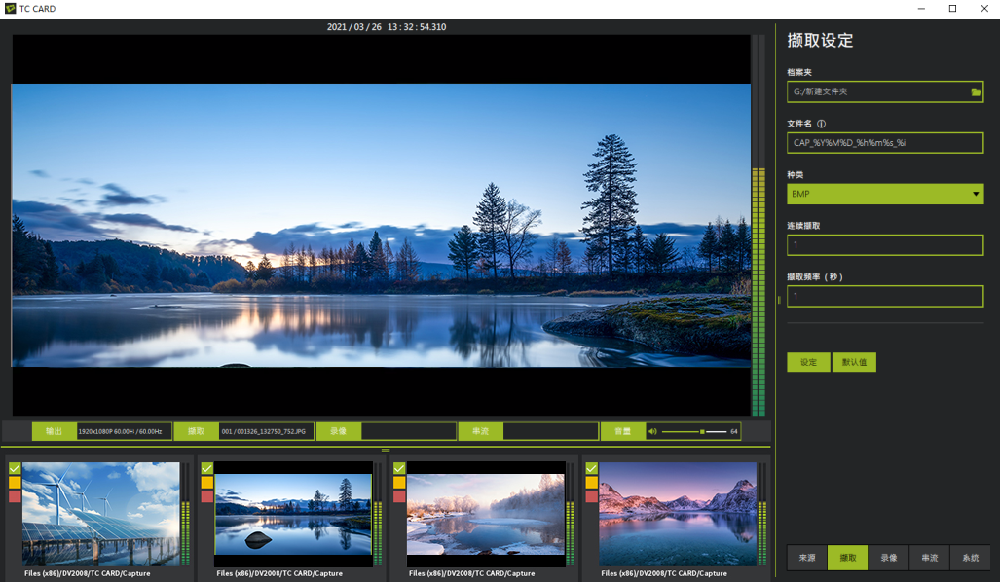 TC CARD
2021 / 03 / 26 13 : 32 : 54.310
撷取设定
档案夹
G:/新建文件夹
文件名 ⓘ
CAP_%Y%M%D_%h%m%s_%i
种类
BMP
连续撷取
1
撷取频率 ( 秒 )
1
设定 默认值
输出 1920x1080P 60.00H / 60.00Hz 撷取 001 / 001326_132750_752.JPG 录像 串流 音量 64
Files (x86)/DV2008/TC CARD/Capture
Files (x86)/DV2008/TC CARD/Capture
Files (x86)/DV2008/TC CARD/Capture
Files (x86)/DV2008/TC CARD/Capture
来源 撷取 录像 串流 系统